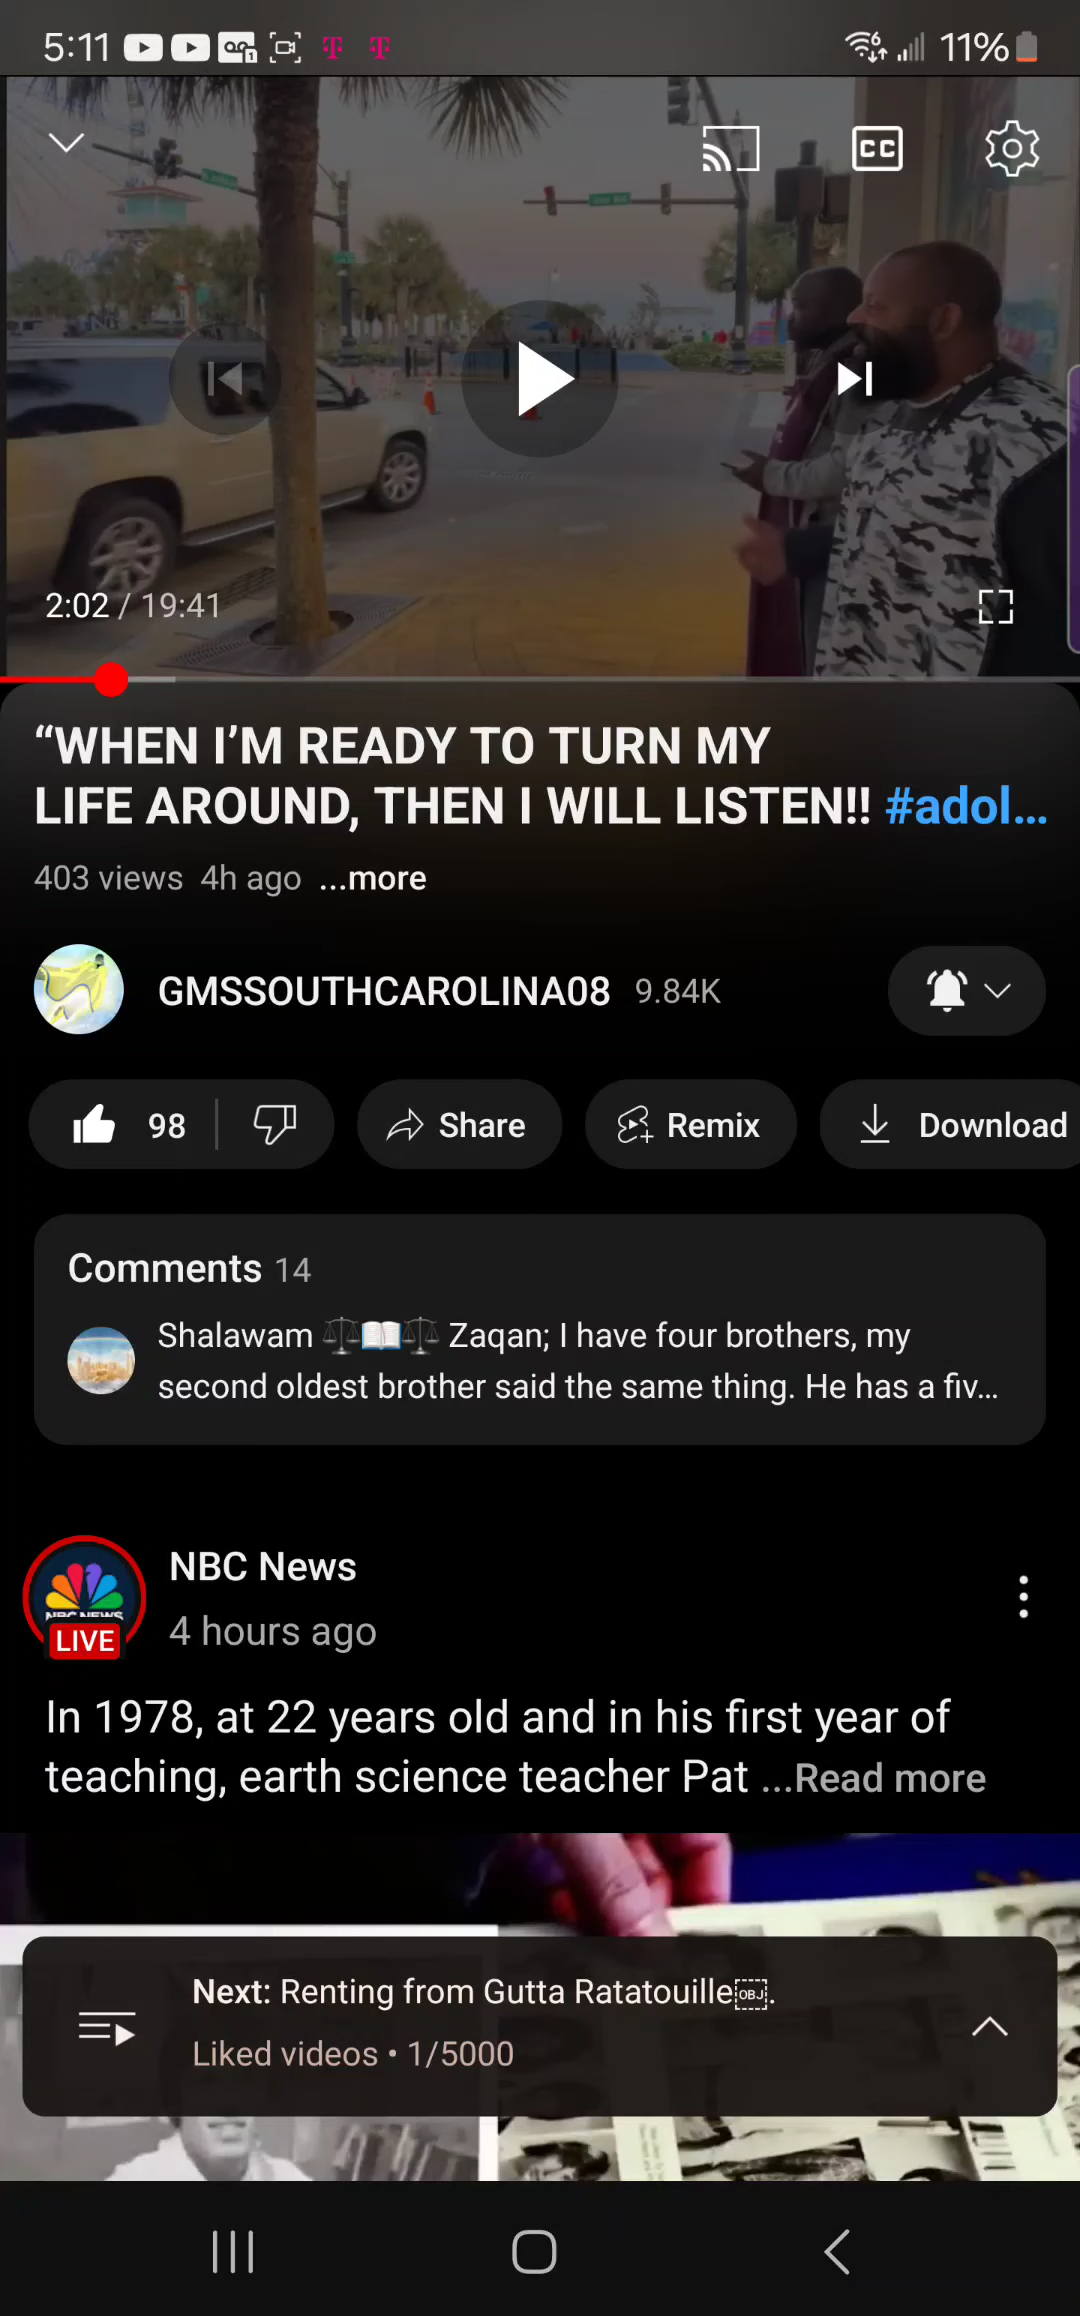 5:11
11%
CC
2:02 / 19:41
“WHEN I’M READY TO TURN MY
LIFE AROUND, THEN I WILL LISTEN!! #adol...
403 views 4h ago ...more
GMSSOUTHCAROLINA08 9.84K
98
Share
Remix
Download
Comments 14
Shalawam ⚖️📖⚖️ Zaqan; I have four brothers, my
second oldest brother said the same thing. He has a fiv...
NBC NEWS
LIVE
NBC News
4 hours ago
In 1978, at 22 years old and in his first year of
teaching, earth science teacher Pat ...Read more
Next: Renting from Gutta Ratatouille￼.
Liked videos • 1/5000